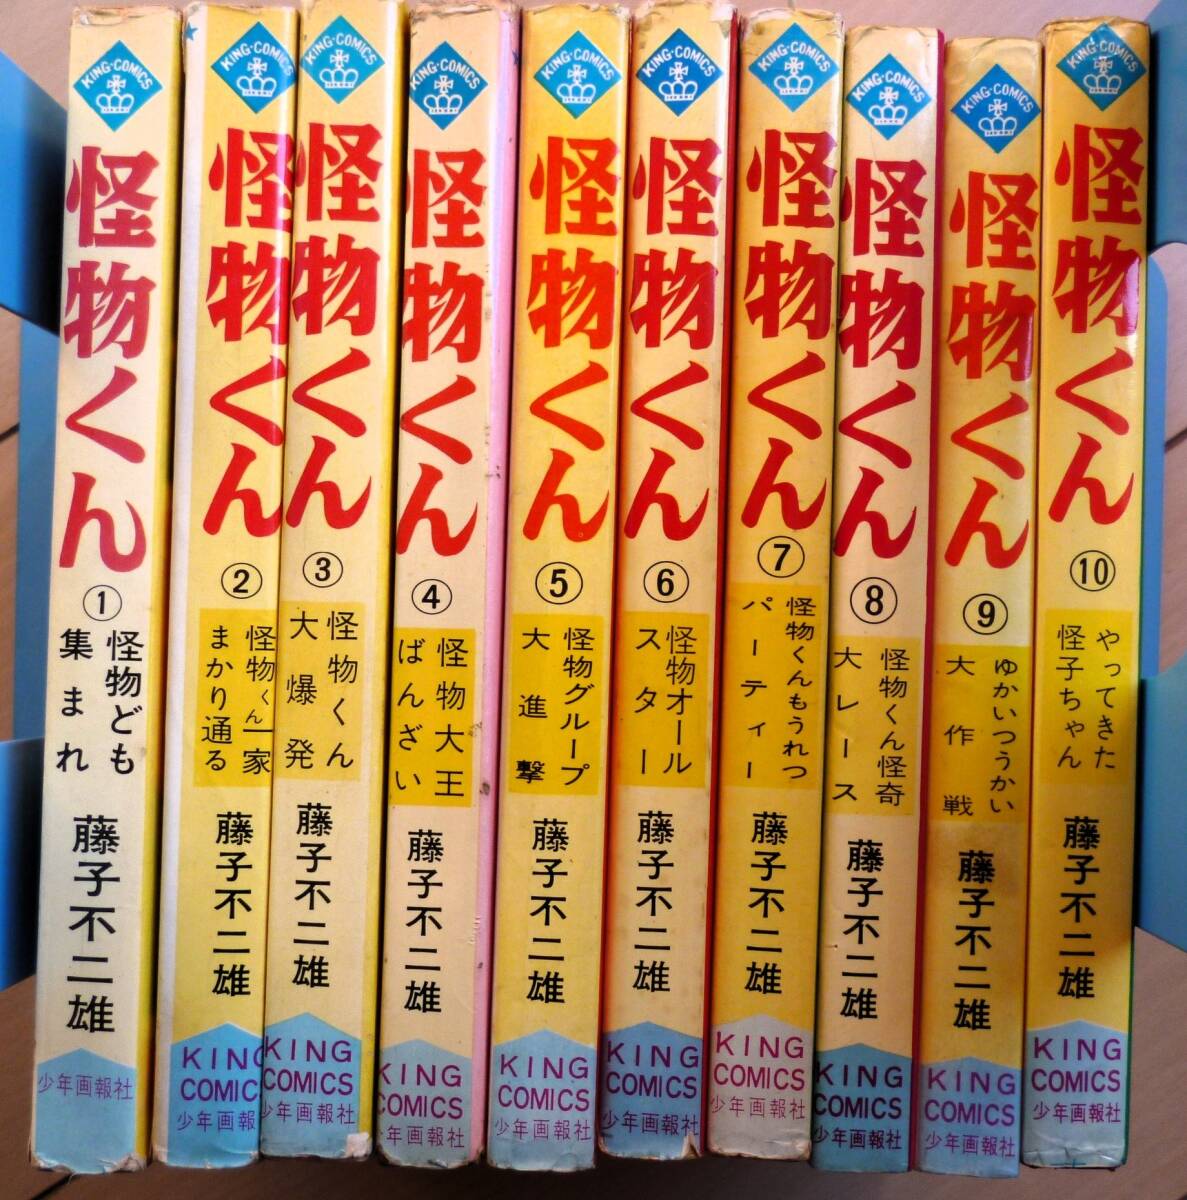 KING・COMICS
怪物くん
①
怪物ども
集まれ
藤子不二雄
少年画報社
怪物くん
②
怪物くん一家
まかり通る
藤子不二雄
KING
COMICS
少年画報
KING・COMICS
怪物くん
③
怪物くん
大爆発
藤子不二雄
KING
COMICS
少年画報社
KING・COMICS
怪物くん
④
怪物大王
ばんざい
藤子不二雄
KING
COMICS
少年画報社
KING・COMICS
怪物くん
⑤
怪物グループ
大進撃
藤子不二雄
KING
COMICS
少年画報社
KING・COMICS
怪物くん
⑥
怪物オール
スター
藤子不二雄
KING
COMICS
少年画報社
KING・COMICS
怪物くん
⑦
怪物くんもうれつ
パーティー
藤子不二雄
KING
COMICS
少年画報社
KING・COMICS
怪物くん
⑧
怪物くん怪奇
大レース
藤子不二雄
KING
COMICS
少年画報社
KING・COMICS
怪物くん
⑨
ゆかいつうかい
大作戦
藤子不二雄
KING
COMICS
少年画報社
KING・COMICS
怪物くん
⑩
やってきた
怪子ちゃん
藤子不二雄
KING
COMICS
少年画報社